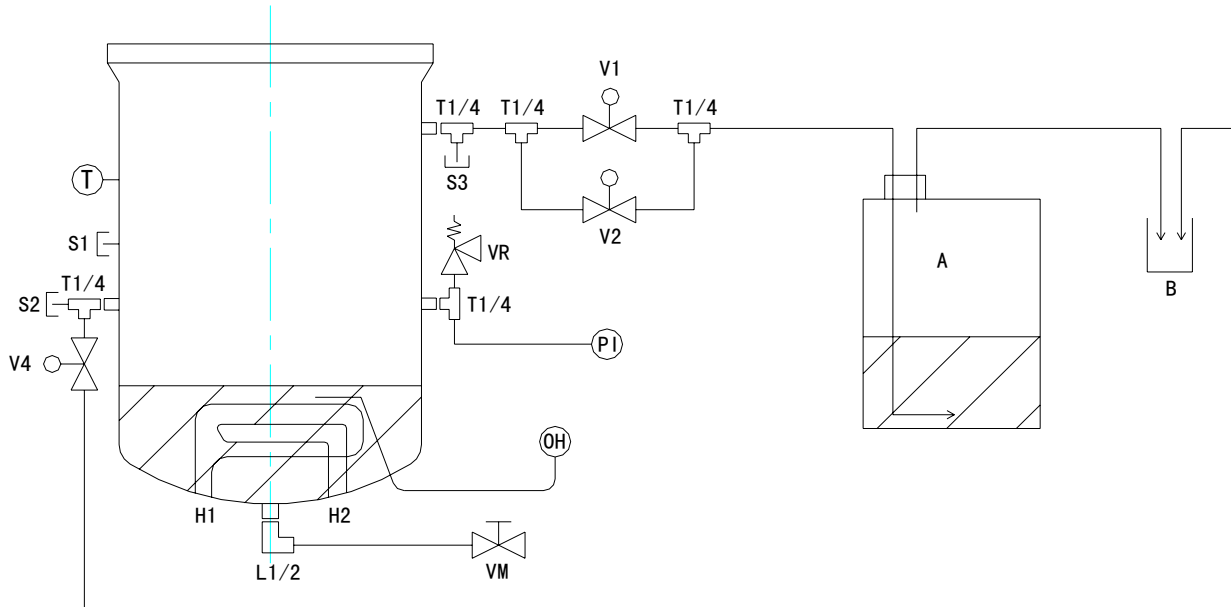 V1
T1/4 T1/4 T1/4
S3
T
V2
S1
VR
A
T1/4
S2
T1/4
B
PI
V4
OH
H1 H2
L1/2
VM